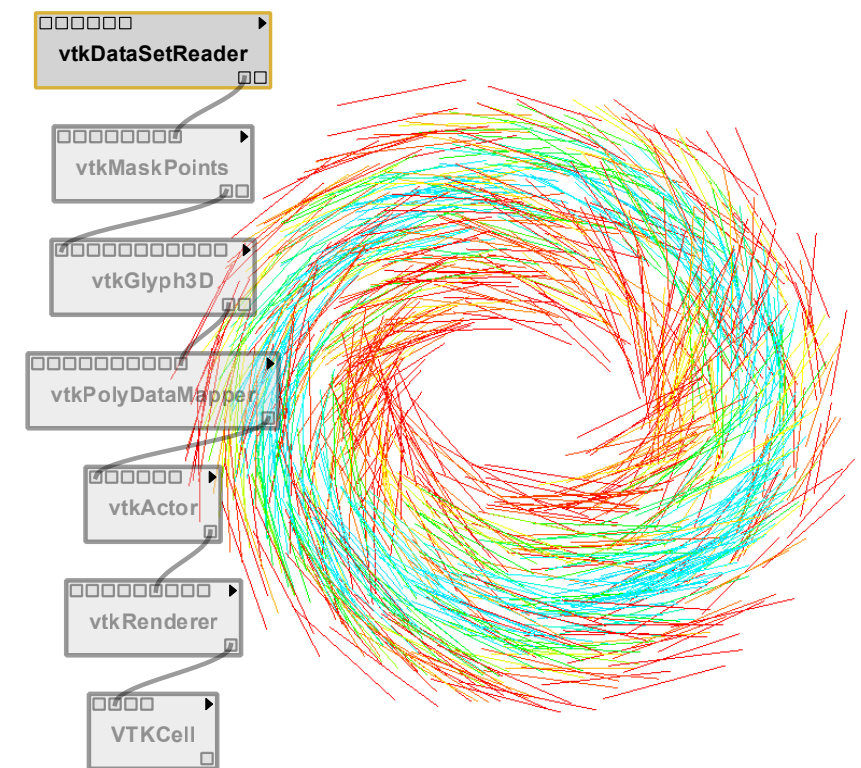 vtkDataSetReader
vtkMaskPoints
vtkGlyph3D
vtkPolyDataMapper
vtkActor
vtkRenderer
VTKCell